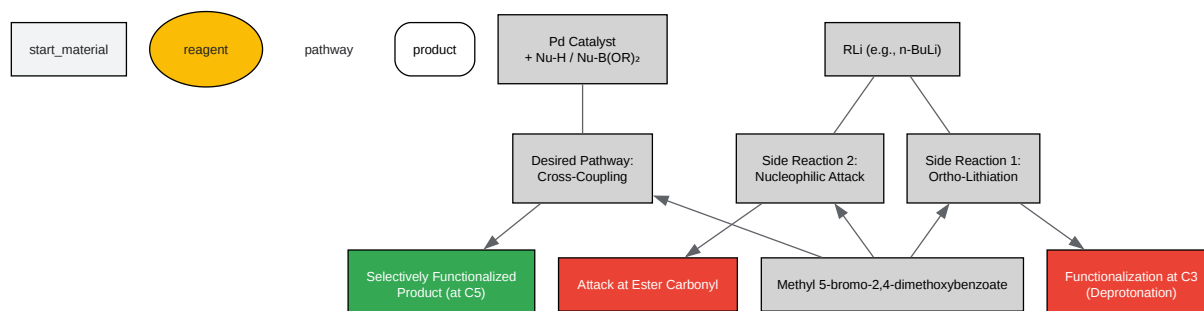 start_material
reagent
pathway
product
Pd Catalyst
+ Nu-H / Nu-B(OR)₂
RLi (e.g., n-BuLi)
Desired Pathway:
Cross-Coupling
Side Reaction 2:
Nucleophilic Attack
Side Reaction 1:
Ortho-Lithiation
Selectively Functionalized
Product (at C5)
Attack at Ester Carbonyl
Methyl 5-bromo-2,4-dimethoxybenzoate
Functionalization at C3
(Deprotonation)